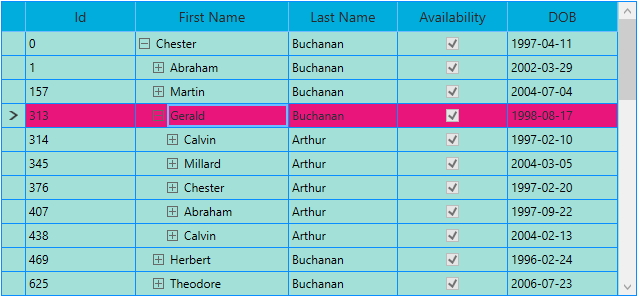 Id First Name Last Name Availability DOB
0 Chester Buchanan 1997-04-11
1 Abraham Buchanan 2002-03-29
157 Martin Buchanan 2004-07-04
313 Gerald Buchanan 1998-08-17
314 Calvin Arthur 1997-02-10
345 Millard Arthur 2004-03-05
376 Chester Arthur 1997-02-20
407 Abraham Arthur 1997-09-22
438 Calvin Arthur 2004-02-13
469 Herbert Buchanan 1996-02-24
625 Theodore Buchanan 2006-07-23